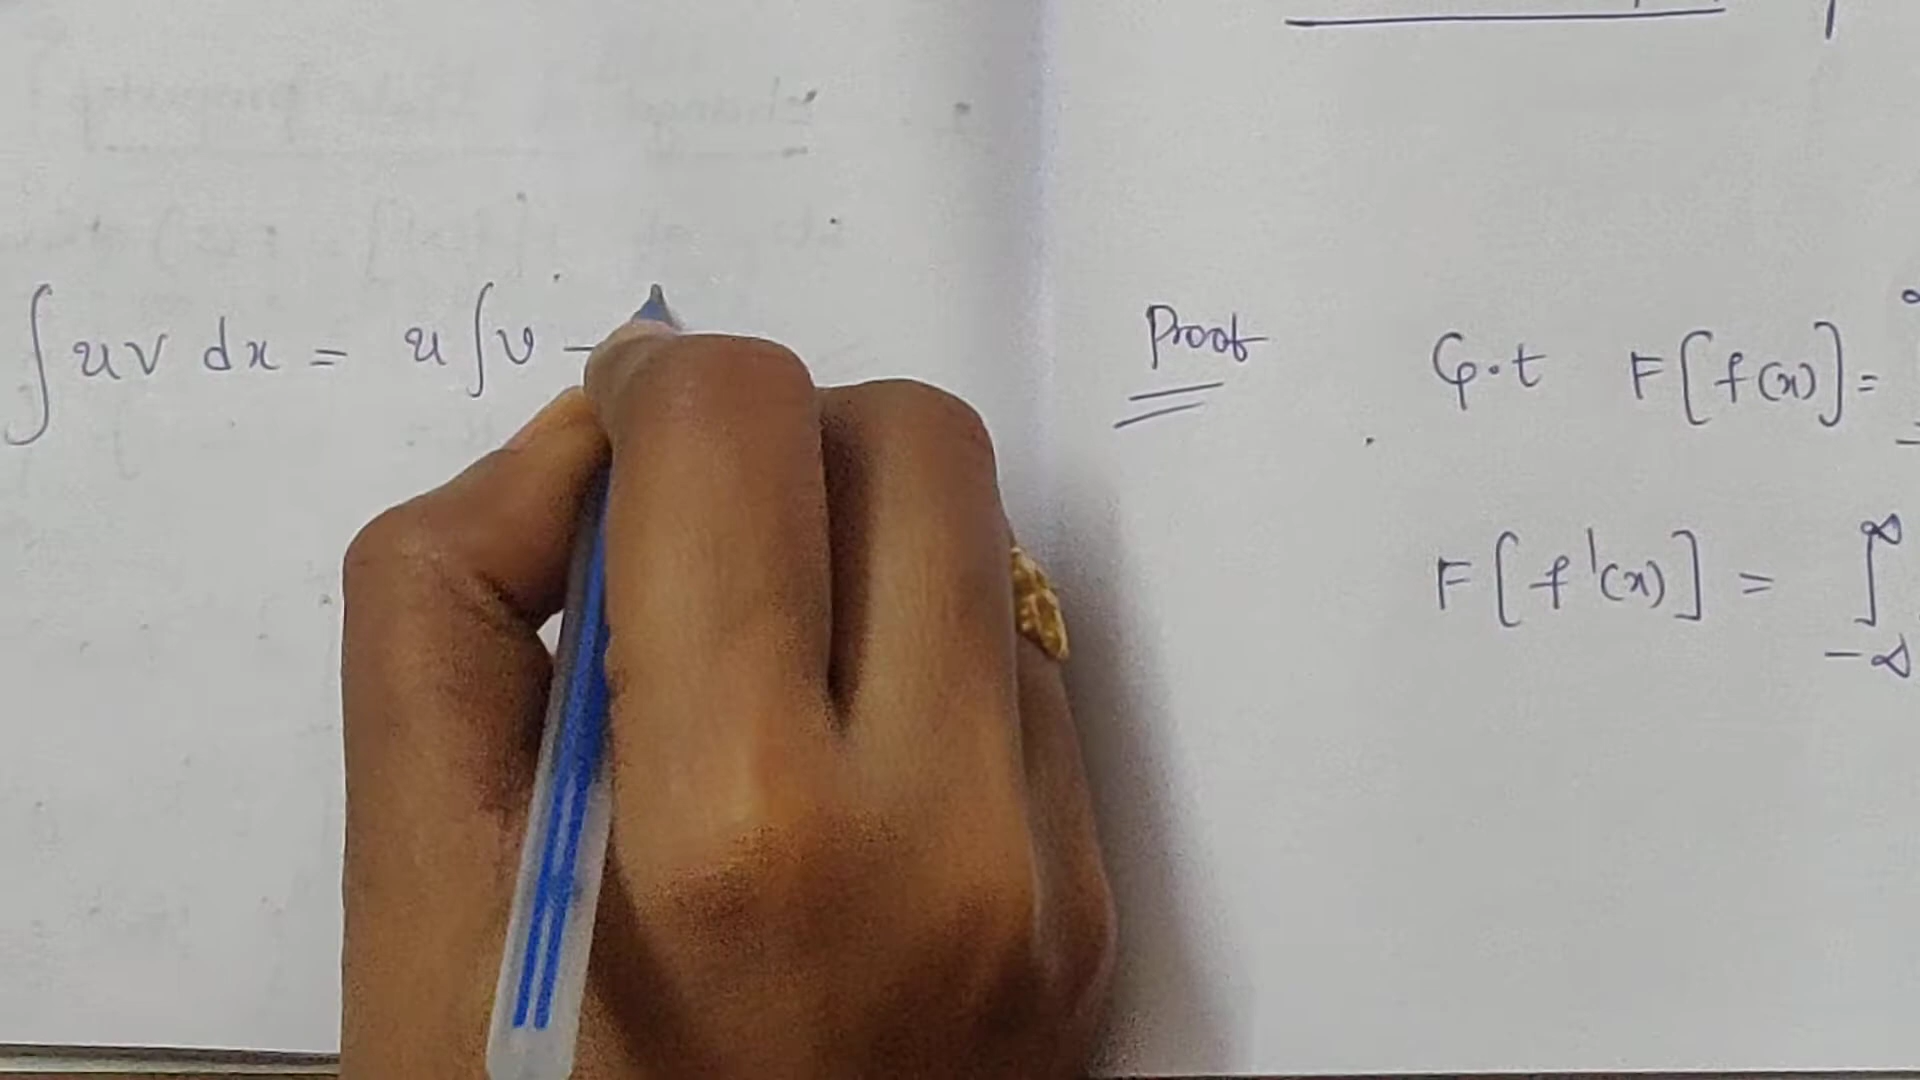 ∫ uv dx = u∫v −
Proof G.t F[f(x)] =
F[f'(x)] = ∫ ∞ -∞